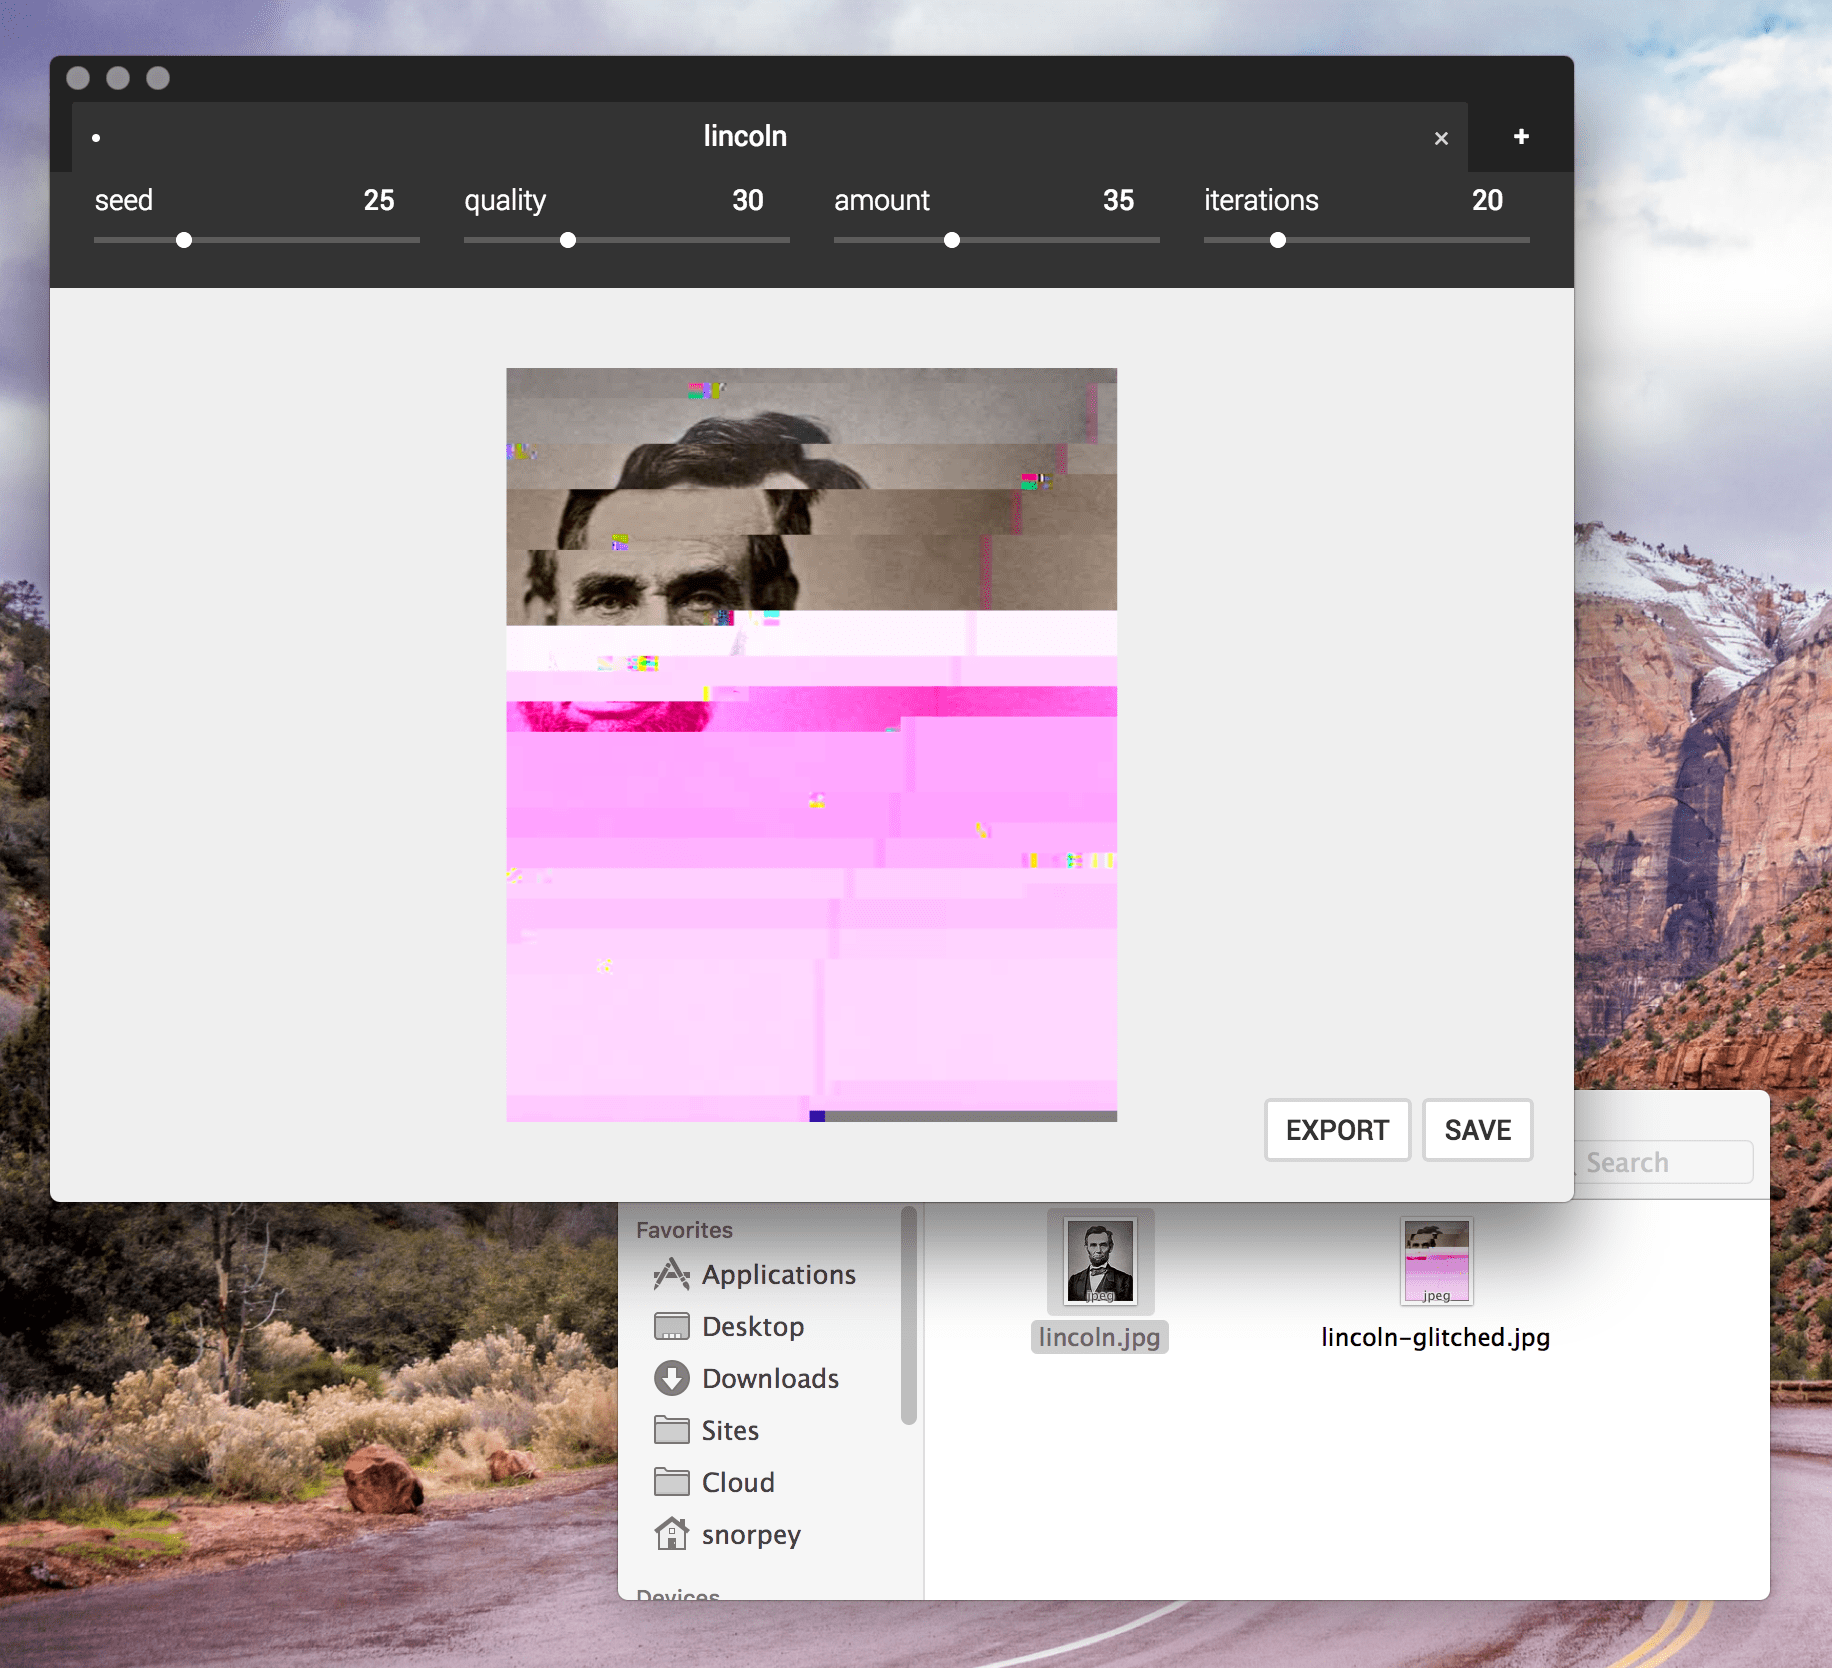 lincoln × +
seed 25 quality 30 amount 35 iterations 20
EXPORT SAVE
Search
Favorites
Applications
Desktop
Downloads
Sites
Cloud
snorpey
Devices
jpeg
lincoln.jpg
jpeg
lincoln-glitched.jpg